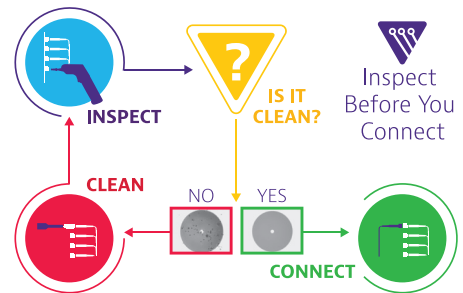 ?
INSPECT
IS IT
CLEAN?
Inspect
Before You
Connect
CLEAN
NO
YES
CONNECT